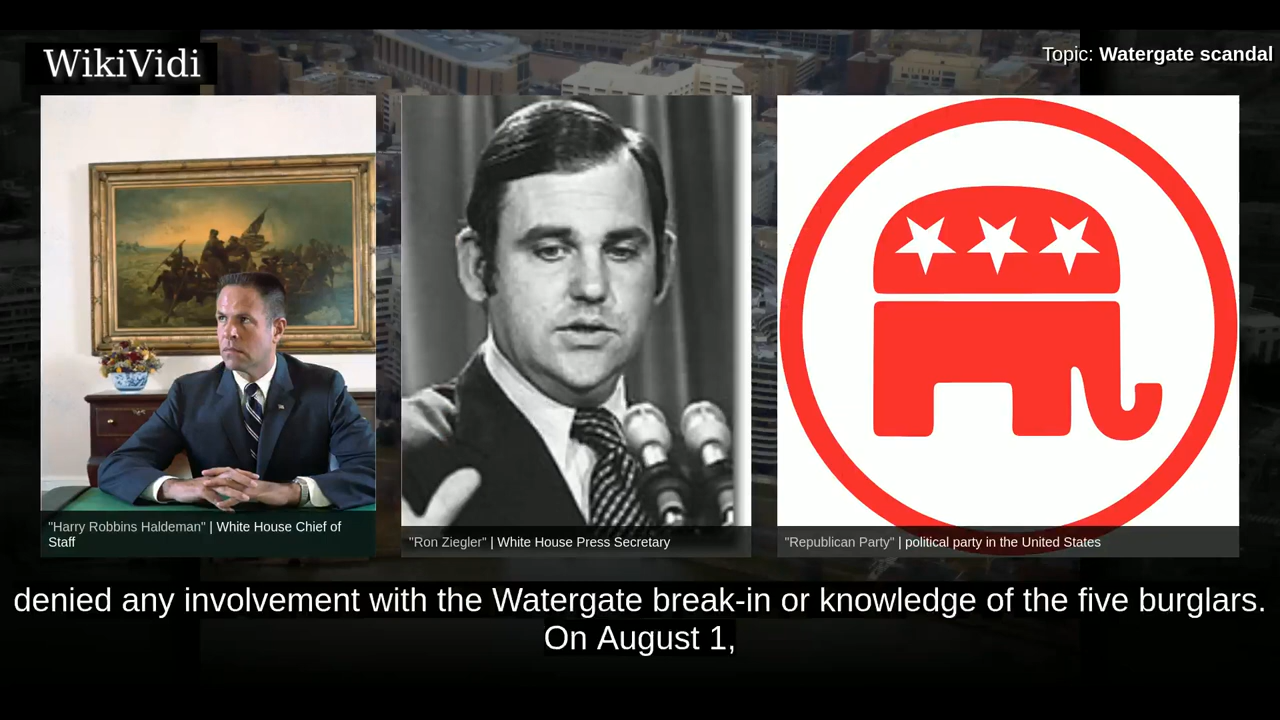 WikiVidi
Topic: Watergate scandal
"Harry Robbins Haldeman" | White House Chief of
Staff
"Ron Ziegler" | White House Press Secretary
"Republican Party" | political party in the United States
denied any involvement with the Watergate break-in or knowledge of the five burglars.
On August 1,